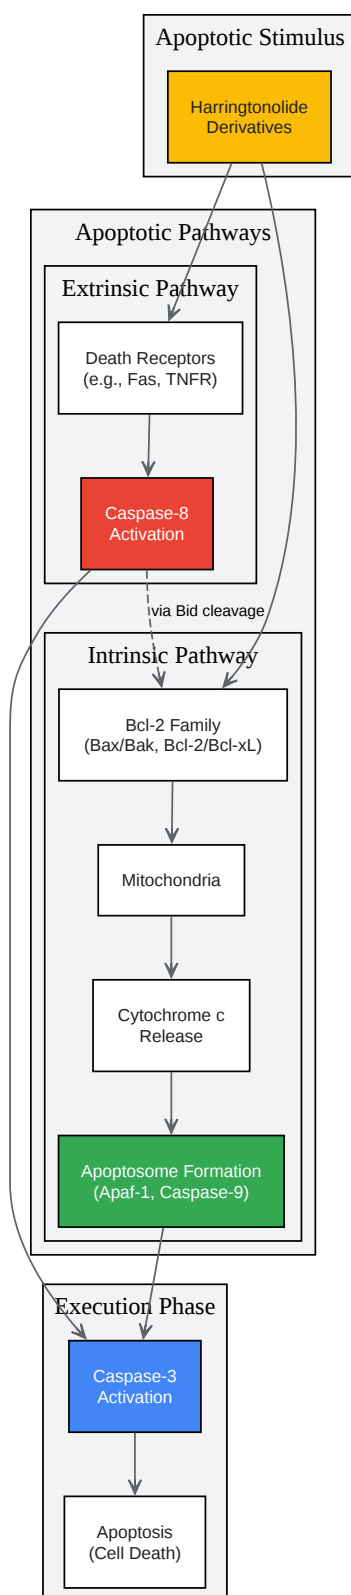 Apoptotic Stimulus
Harringtonolide
Derivatives
Apoptotic Pathways
Extrinsic Pathway
Death Receptors
(e.g., Fas, TNFR)
Caspase-8
Activation
via Bid cleavage
Intrinsic Pathway
Bcl-2 Family
(Bax/Bak, Bcl-2/Bcl-xL)
Mitochondria
Cytochrome c
Release
Apoptosome Formation
(Apaf-1, Caspase-9)
Execution Phase
Caspase-3
Activation
Apoptosis
(Cell Death)